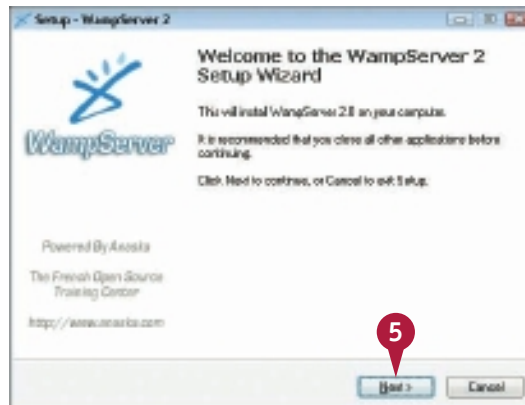 Setup - WampServer 2
Welcome to the WampServer 2
Setup Wizard
This will install WampServer 2.0 on your computer.
It is recommended that you close all other applications before
continuing.
Click Next to continue, or Cancel to exit Setup.
WampServer
Powered By Anaska
The French Open Source
Training Center
http://www.anaska.com
5
Next >
Cancel